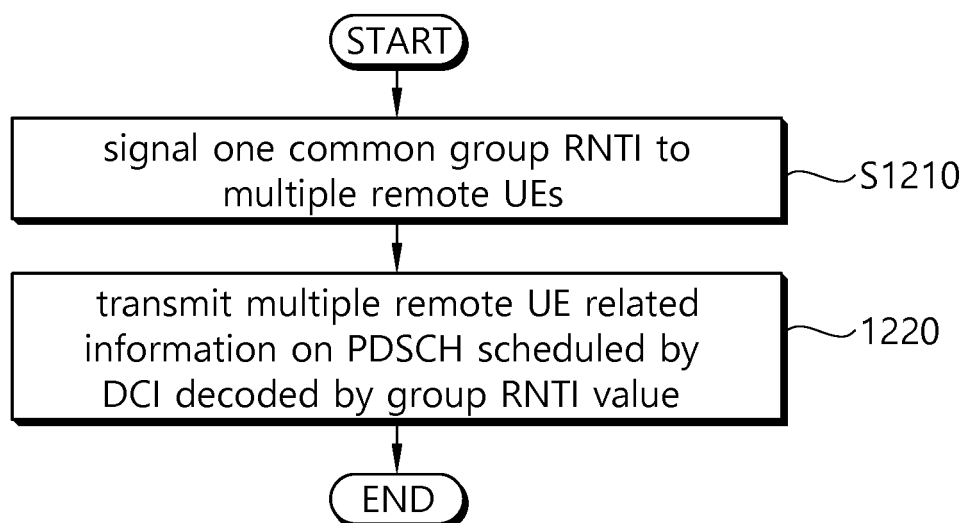 START
signal one common group RNTI to
multiple remote UEs
S1210
transmit multiple remote UE related
information on PDSCH scheduled by
DCI decoded by group RNTI value
1220
END